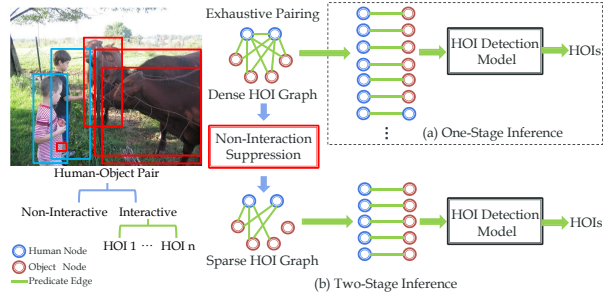 Exhaustive Pairing
Dense HOI Graph
HOI Detection
Model
HOIs
(a) One-Stage Inference
Non-Interaction
Suppression
Human-Object Pair
Non-Interactive
Interactive
HOI 1 ··· HOI n
Human Node
Object Node
Predicate Edge
Sparse HOI Graph
HOI Detection
Model
HOIs
(b) Two-Stage Inference